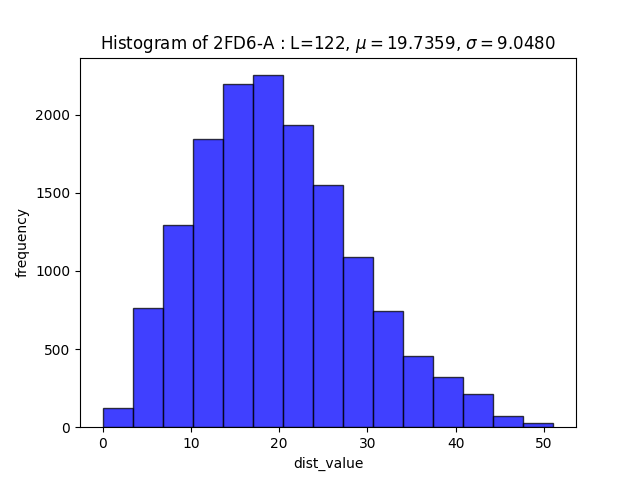 Histogram of 2FD6-A : L=122, μ = 19.7359, σ = 9.0480
2000
1500
1000
500
0
frequency
0 10 20 30 40 50
dist_value